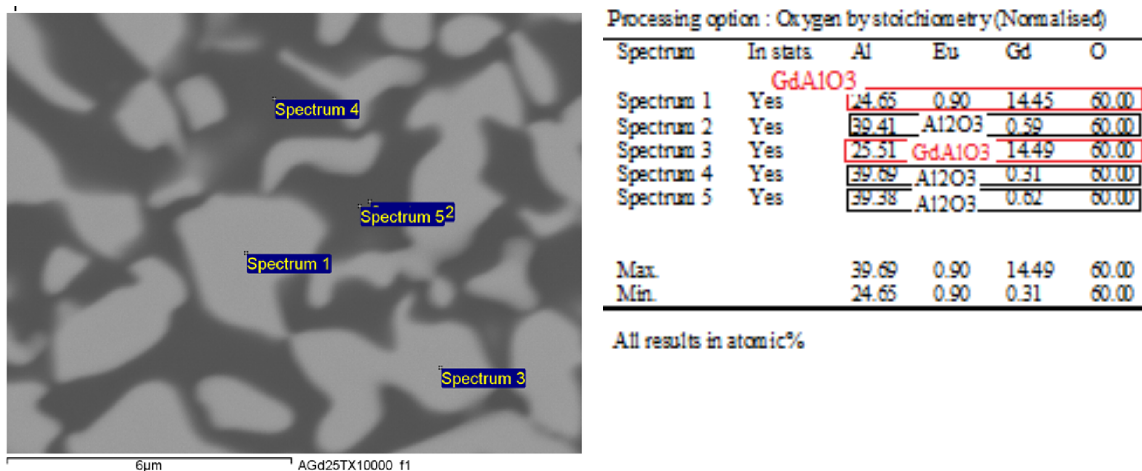 Spectrum 4
Spectrum 5 2
Spectrum 1
Spectrum 3
6µm
AGd25TX10000 f1
Processing option : Oxygen by stoichiometry (Normalised)
Spectrum In stats. Al Eu Gd O
GdAlO3
Spectrum 1 Yes 24.65 0.90 14.45 60.00
Spectrum 2 Yes 39.41 Al2O3 0.59 60.00
Spectrum 3 Yes 25.51 GdAlO3 14.49 60.00
Spectrum 4 Yes 39.69 Al2O3 0.31 60.00
Spectrum 5 Yes 39.38 Al2O3 0.62 60.00
Max. 39.69 0.90 14.49 60.00
Min. 24.65 0.90 0.31 60.00
All results in atomic%